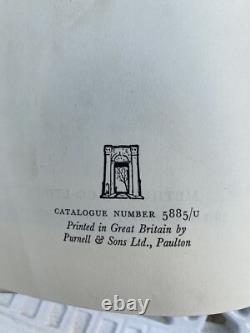 CATALOGUE NUMBER 5885/U
Printed in Great Britain by
Purnell & Sons Ltd., Paulton